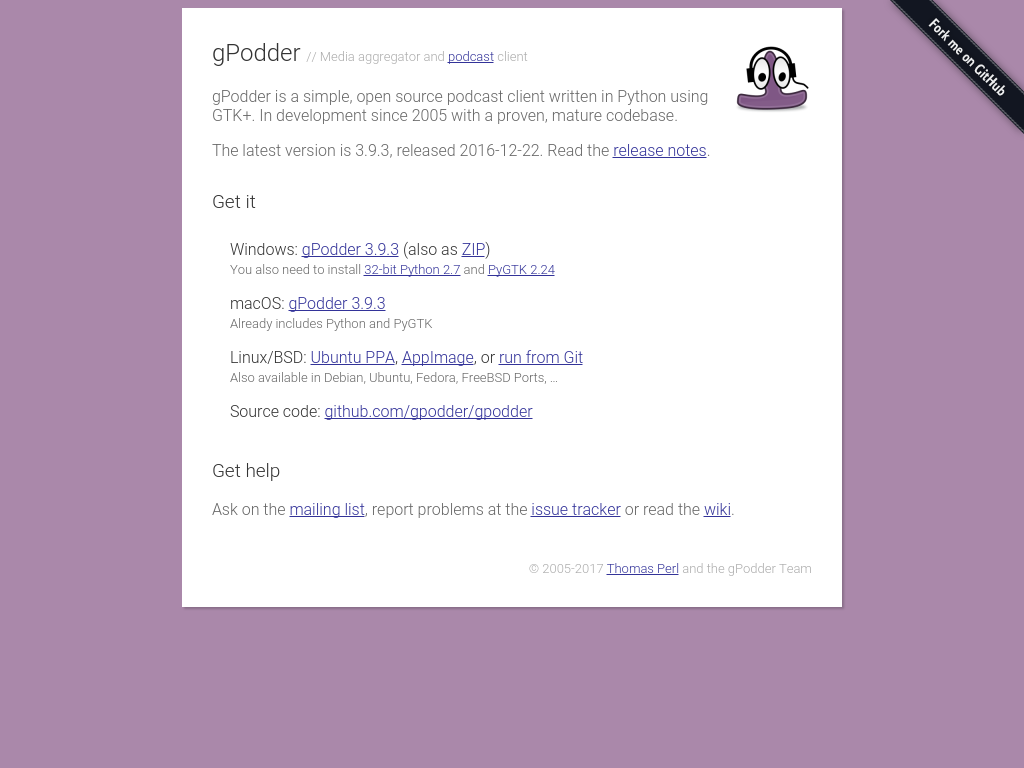 gPodder // Media aggregator and podcast client
Fork me on GitHub
gPodder is a simple, open source podcast client written in Python using
GTK+. In development since 2005 with a proven, mature codebase.
The latest version is 3.9.3, released 2016-12-22. Read the release notes.
Get it
Windows: gPodder 3.9.3 (also as ZIP)
You also need to install 32-bit Python 2.7 and PyGTK 2.24
macOS: gPodder 3.9.3
Already includes Python and PyGTK
Linux/BSD: Ubuntu PPA, AppImage, or run from Git
Also available in Debian, Ubuntu, Fedora, FreeBSD Ports, ...
Source code: github.com/gpodder/gpodder
Get help
Ask on the mailing list, report problems at the issue tracker or read the wiki.
© 2005-2017 Thomas Perl and the gPodder Team